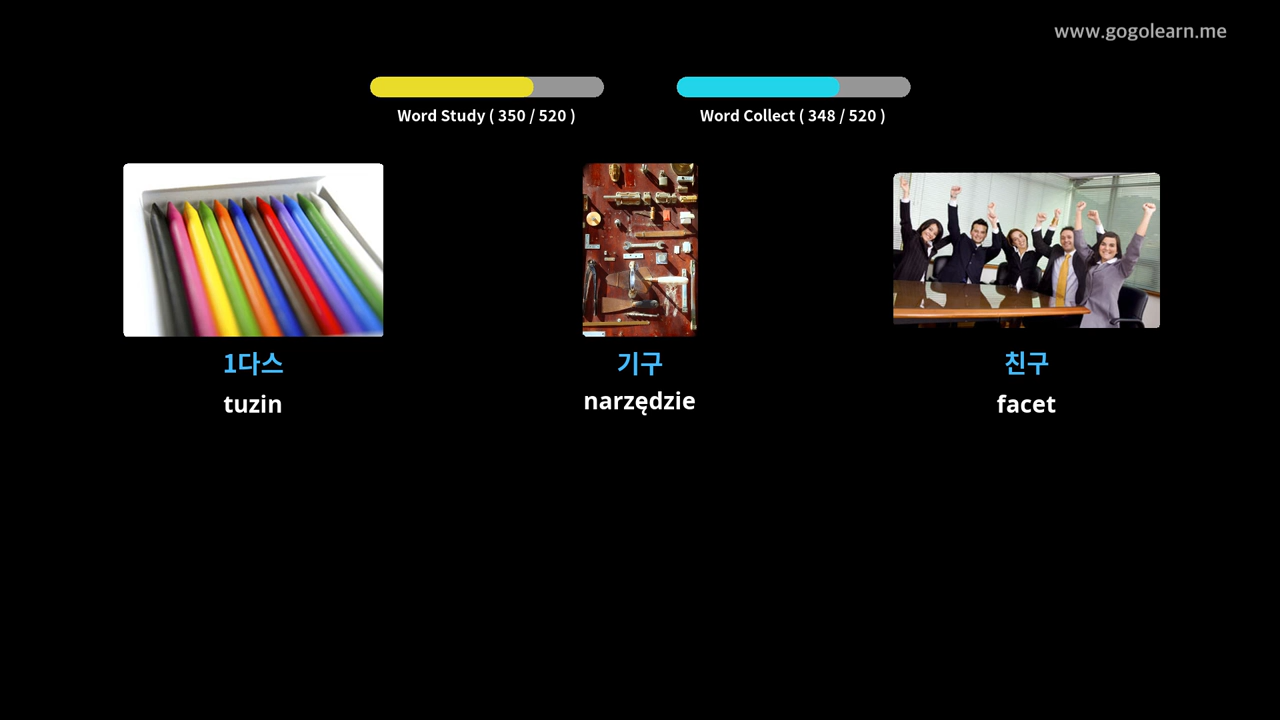 www.gogolearn.me
Word Study ( 350 / 520 )
Word Collect ( 348 / 520 )
1다스
tuzin
기구
narzędzie
친구
facet